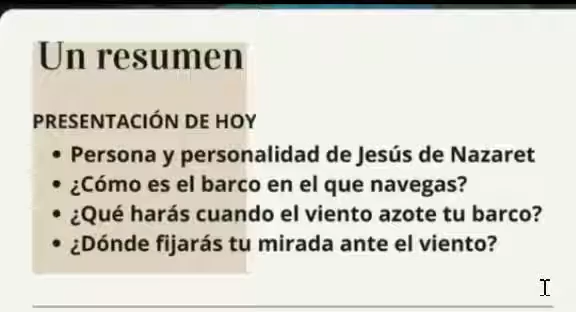 Un resumen
PRESENTACIÓN DE HOY
• Persona y personalidad de Jesús de Nazaret
• ¿Cómo es el barco en el que navegas?
• ¿Qué harás cuando el viento azote tu barco?
• ¿Dónde fijarás tu mirada ante el viento?